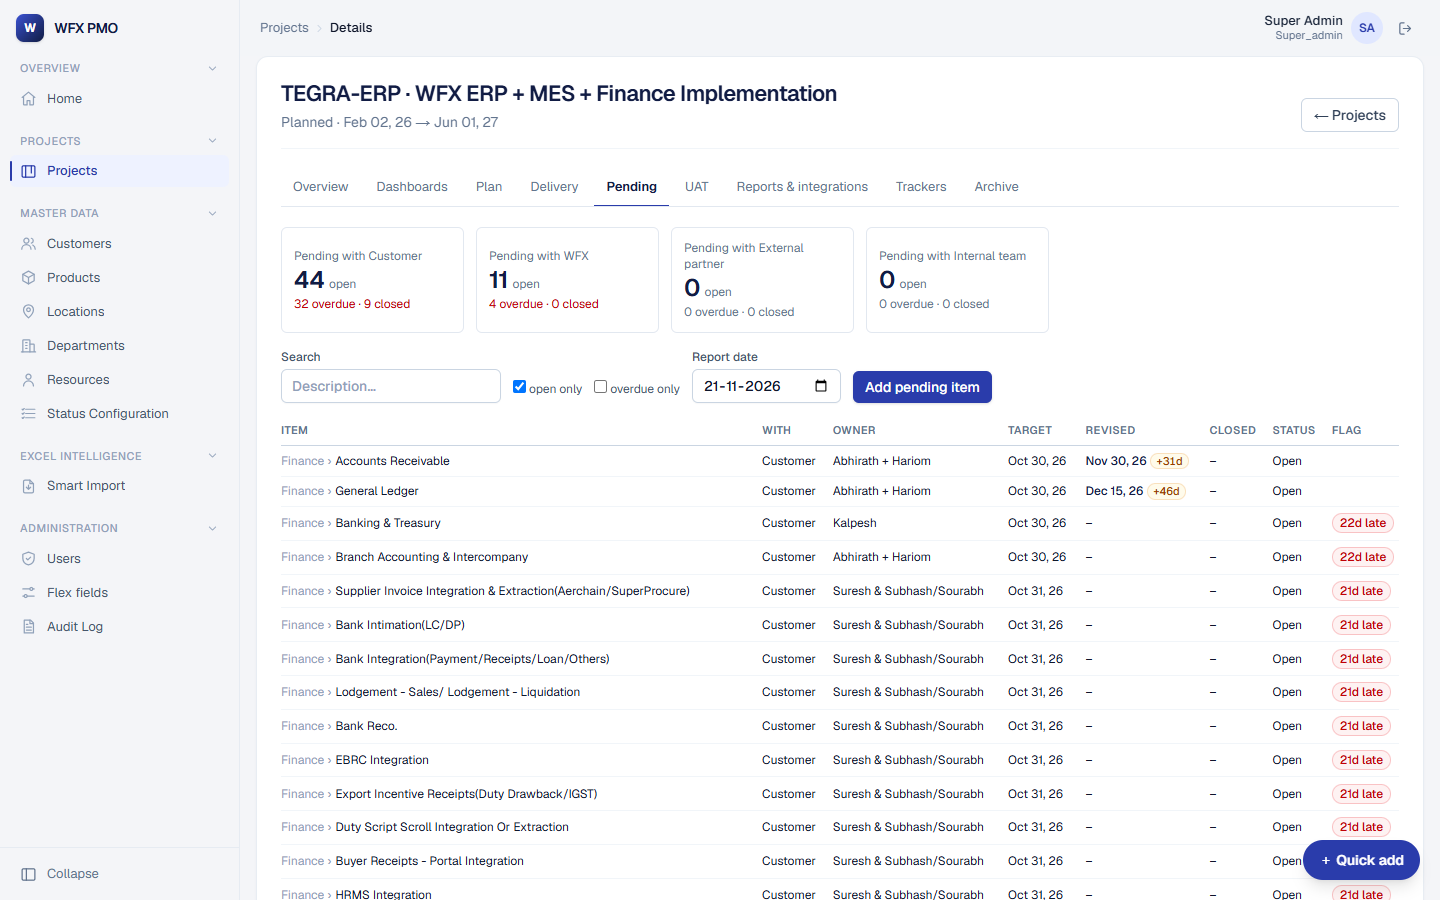 W WFX PMO
OVERVIEW
Home
PROJECTS
Projects
MASTER DATA
Customers
Products
Locations
Departments
Resources
Status Configuration
EXCEL INTELLIGENCE
Smart Import
ADMINISTRATION
Users
Flex fields
Audit Log
Collapse
Projects › Details
Super Admin
Super_admin
SA
TEGRA-ERP · WFX ERP + MES + Finance Implementation
Planned · Feb 02, 26 → Jun 01, 27
← Projects
Overview Dashboards Plan Delivery Pending UAT Reports & integrations Trackers Archive
Pending with Customer
44 open
32 overdue · 9 closed
Pending with WFX
11 open
4 overdue · 0 closed
Pending with External
partner
0 open
0 overdue · 0 closed
Pending with Internal team
0 open
0 overdue · 0 closed
Search
Description...
open only
overdue only
Report date
21-11-2026
Add pending item
ITEM WITH OWNER TARGET REVISED CLOSED STATUS FLAG
Finance › Accounts Receivable Customer Abhirath + Hariom Oct 30, 26 Nov 30, 26 +31d – Open
Finance › General Ledger Customer Abhirath + Hariom Oct 30, 26 Dec 15, 26 +46d – Open
Finance › Banking & Treasury Customer Kalpesh Oct 30, 26 – – Open 22d late
Finance › Branch Accounting & Intercompany Customer Abhirath + Hariom Oct 30, 26 – – Open 22d late
Finance › Supplier Invoice Integration & Extraction(Aerchain/SuperProcure) Customer Suresh & Subhash/Sourabh Oct 31, 26 – – Open 21d late
Finance › Bank Intimation(LC/DP) Customer Suresh & Subhash/Sourabh Oct 31, 26 – – Open 21d late
Finance › Bank Integration(Payment/Receipts/Loan/Others) Customer Suresh & Subhash/Sourabh Oct 31, 26 – – Open 21d late
Finance › Lodgement - Sales/ Lodgement - Liquidation Customer Suresh & Subhash/Sourabh Oct 31, 26 – – Open 21d late
Finance › Bank Reco. Customer Suresh & Subhash/Sourabh Oct 31, 26 – – Open 21d late
Finance › EBRC Integration Customer Suresh & Subhash/Sourabh Oct 31, 26 – – Open 21d late
Finance › Export Incentive Receipts(Duty Drawback/IGST) Customer Suresh & Subhash/Sourabh Oct 31, 26 – – Open 21d late
Finance › Duty Script Scroll Integration Or Extraction Customer Suresh & Subhash/Sourabh Oct 31, 26 – – Open 21d late
Finance › Buyer Receipts - Portal Integration Customer Suresh & Subhash/Sourabh Oct 31, 26 – – Open
+ Quick add
Finance › HRMS Integration Customer Suresh & Subhash/Sourabh Oct 31, 26 – – Open 21d late